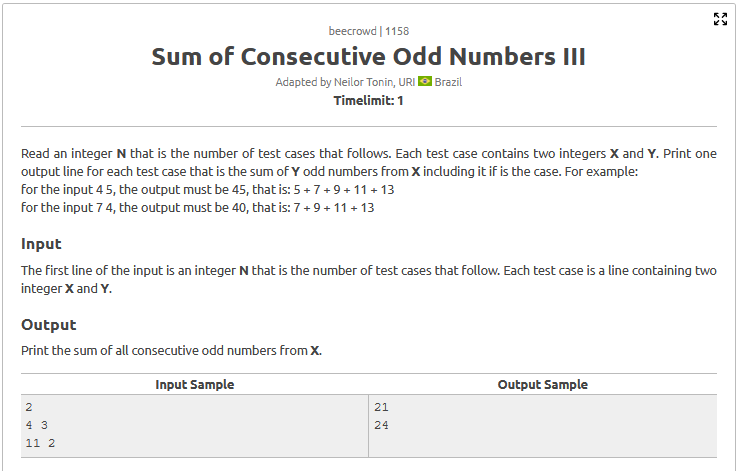 beecrowd | 1158
Sum of Consecutive Odd Numbers III
Adapted by Neilor Tonin, URI Brazil
Timelimit: 1
Read an integer N that is the number of test cases that follows. Each test case contains two integers X and Y. Print one
output line for each test case that is the sum of Y odd numbers from X including it if is the case. For example:
for the input 4 5, the output must be 45, that is: 5 + 7 + 9 + 11 + 13
for the input 7 4, the output must be 40, that is: 7 + 9 + 11 + 13
Input
The first line of the input is an integer N that is the number of test cases that follow. Each test case is a line containing two
integer X and Y.
Output
Print the sum of all consecutive odd numbers from X.
Input Sample Output Sample
2 21
4 3 24
11 2